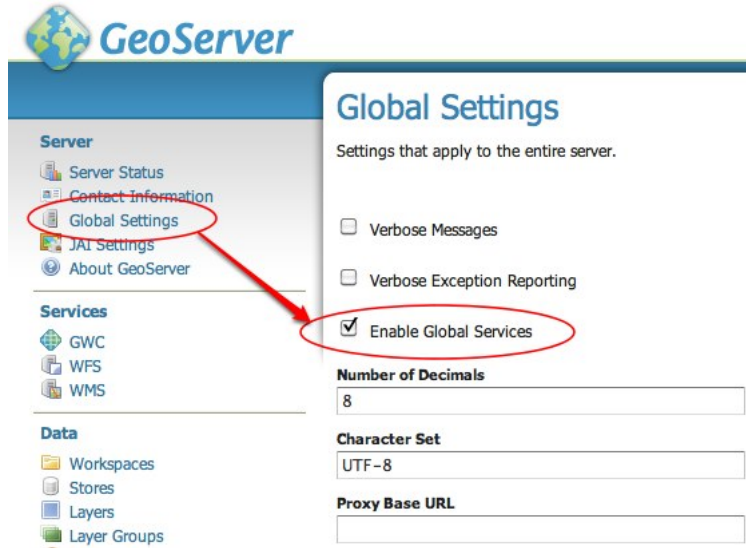 GeoServer
Server
Server Status
Contact Information
Global Settings
JAI Settings
About GeoServer
Services
GWC
WFS
WMS
Data
Workspaces
Stores
Layers
Layer Groups
Global Settings
Settings that apply to the entire server.
Verbose Messages
Verbose Exception Reporting
Enable Global Services
Number of Decimals
8
Character Set
UTF-8
Proxy Base URL